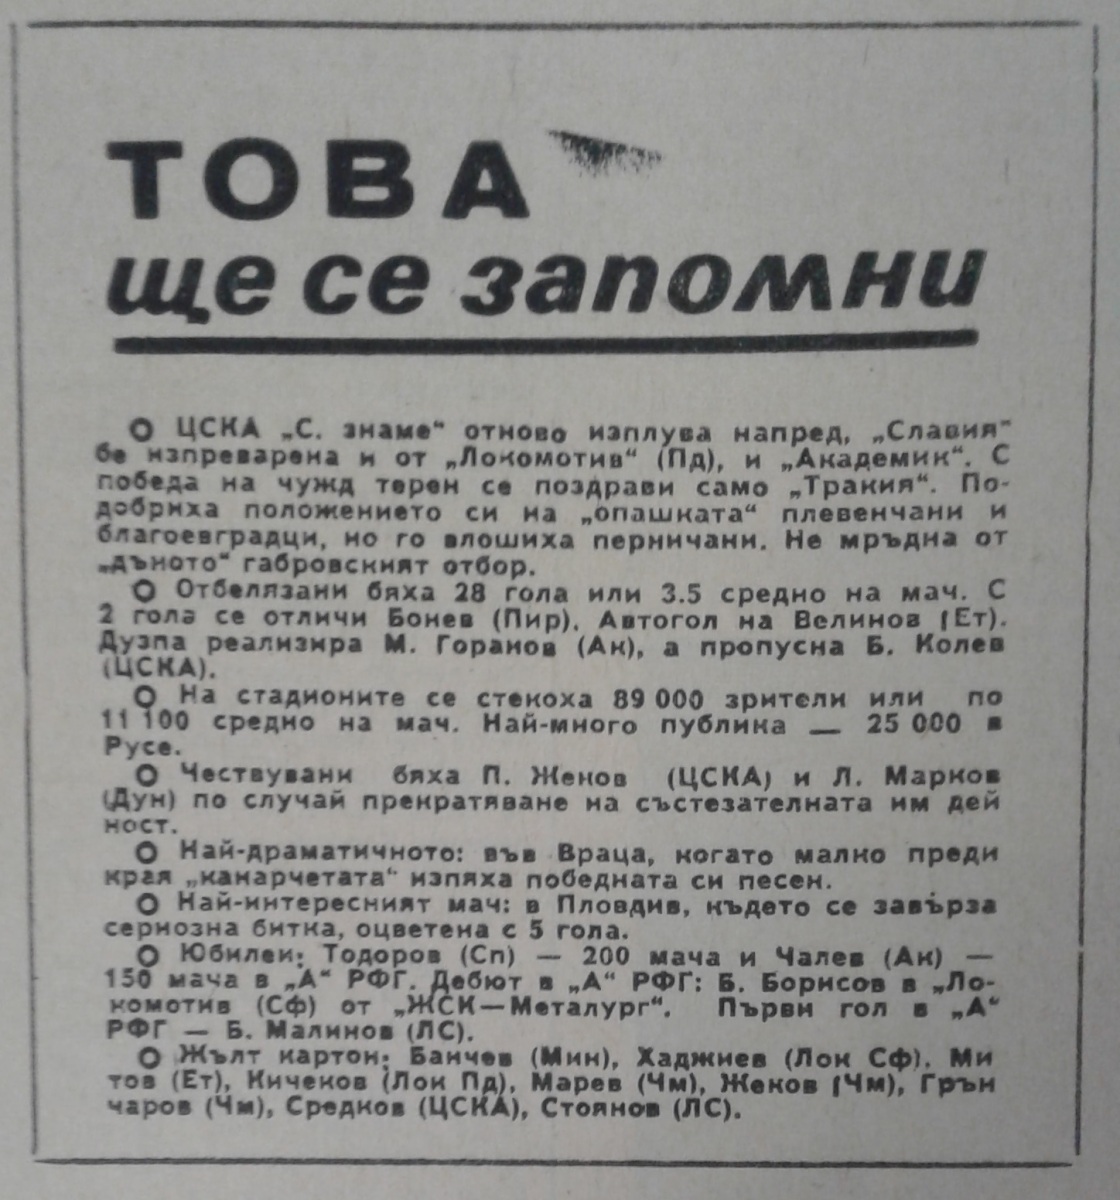 ТОВА
ще се запомни
О ЦСКА „С. знаме“ отново изплува напред, „Славия“
бе изпреварена и от „Локомотив“ (Пд), и „Академик“. С
победа на чужд терен се поздрави само „Тракия“. По-
добриха положението си на „опашката“ плевенчани и
благоевградци, но го влошиха перничани. Не мръдна от
„дъното“ габровският отбор.
О Отбелязани бяха 28 гола или 3.5 средно на мач. С
2 гола се отличи Бонев (Пир). Автогол на Велинов (Ет).
Дузпа реализира М. Горанов (Ак), а пропусна Б. Колев
(ЦСКА).
О На стадионите се стекоха 89 000 зрители или по
11 100 средно на мач. Най-много публика — 25 000 в
Русе.
О Чествувани бяха П. Женов (ЦСКА) и Л. Марков
(Дун) по случай прекратяване на състезателната им дей
ност.
О Най-драматичното: във Враца, когато малко преди
края „канарчетата“ изпяха победната си песен.
О Най-интересният мач: в Пловдив, където се завърза
сериозна битка, оцветена с 5 гола.
О Юбилеи: Тодоров (Сп) — 200 мача и Чалев (Ак) —
150 мача в „А“ РФГ. Дебют в „А“ РФГ: Б. Борисов в „Ло-
комотив (Сф) от „ЖСК—Металург“. Първи гол в „А“
РФГ — Б. Малинов (ЛС).
О Жълт картон: Банчев (Мин), Хаджиев (Лок Сф), Ми
тов (Ет), Кичеков (Лок Пд), Марев (Чм), Жеков (Чм), Грън
чаров (Чм), Средков (ЦСКА), Стоянов (ЛС).